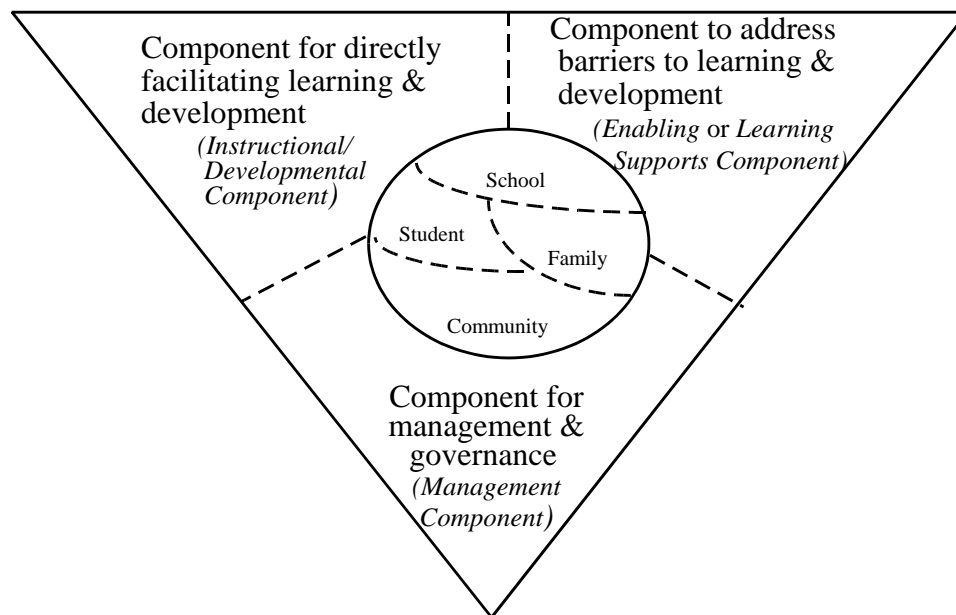 Component for directly
facilitating learning &
development
(Instructional/
Developmental
Component)
Component to address
barriers to learning &
development
(Enabling or Learning
Supports Component)
School
Student
Family
Community
Component for
management &
governance
(Management
Component)